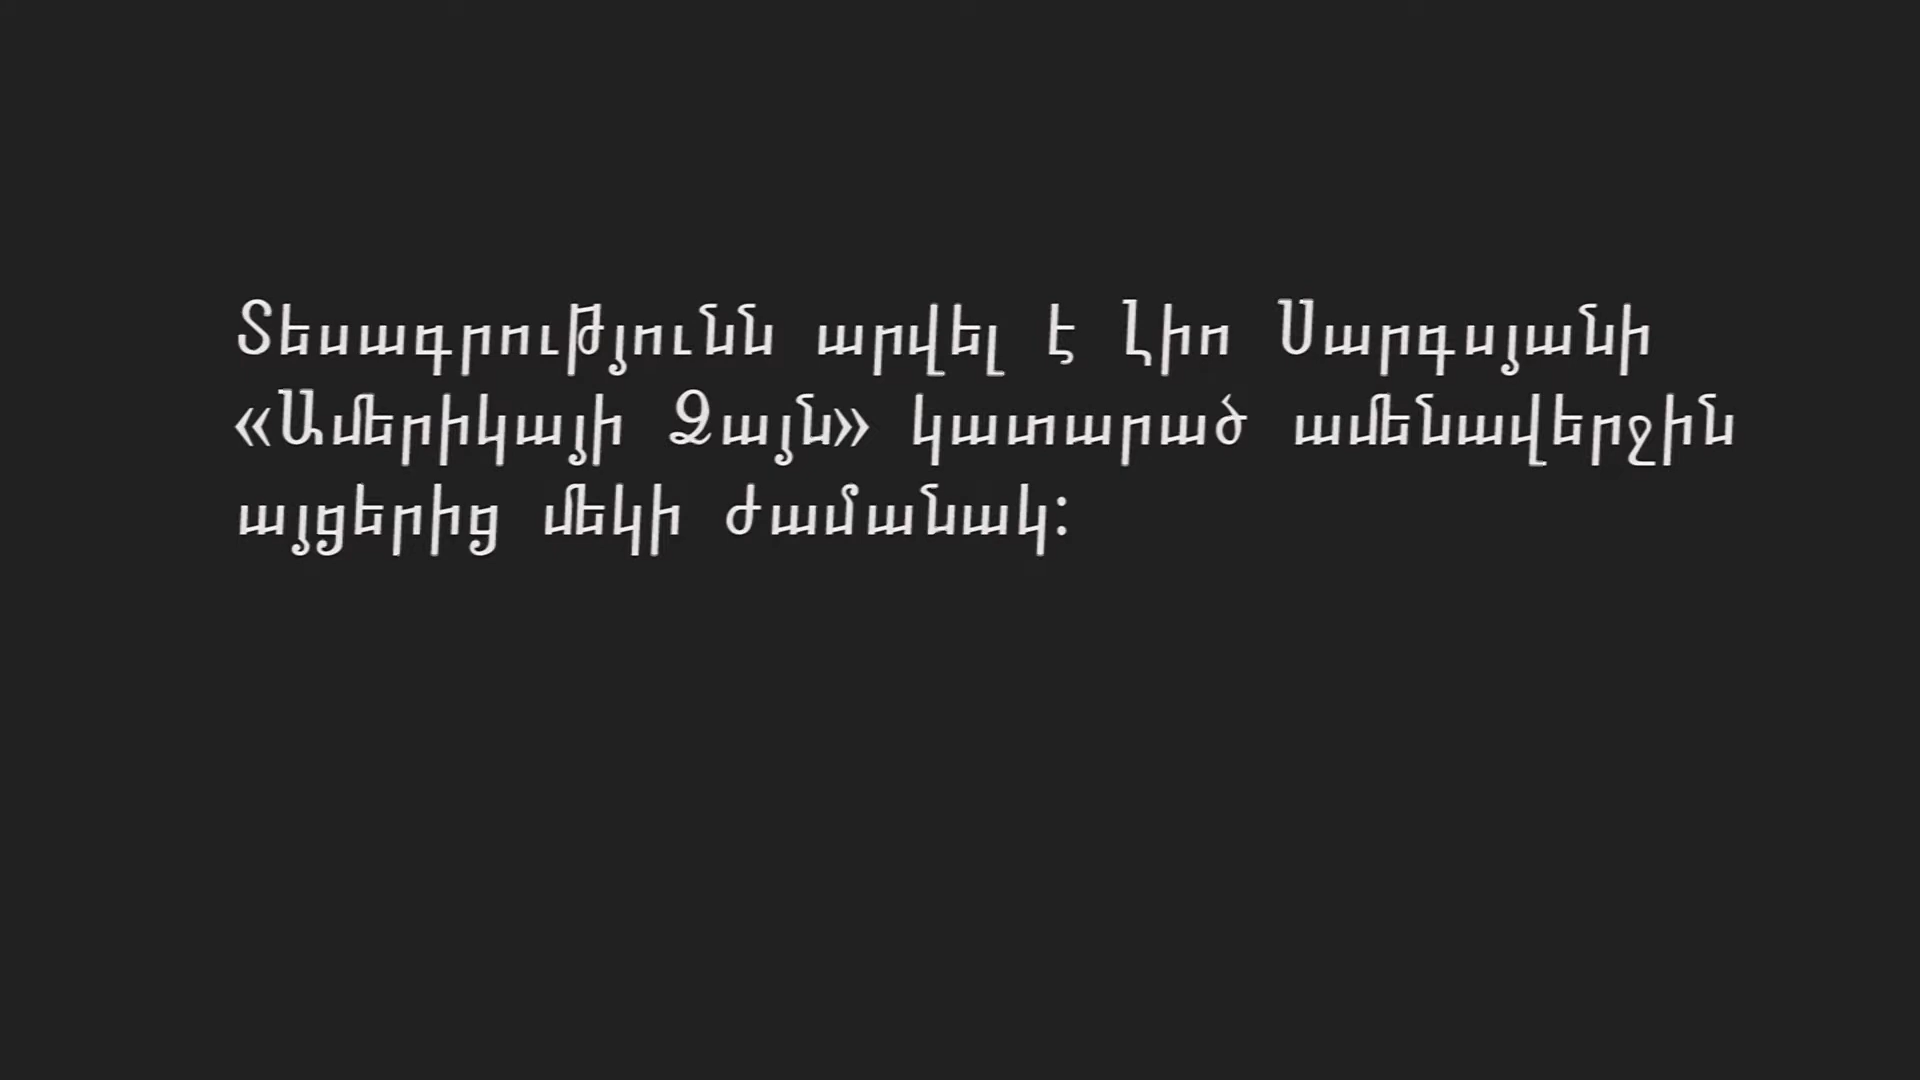 Տեսագրությունն արվել է Լիո Սարգսյանի
«Ամերիկայի Ձայն» կատարած ամենավերջին
այցերից մեկի ժամանակ: